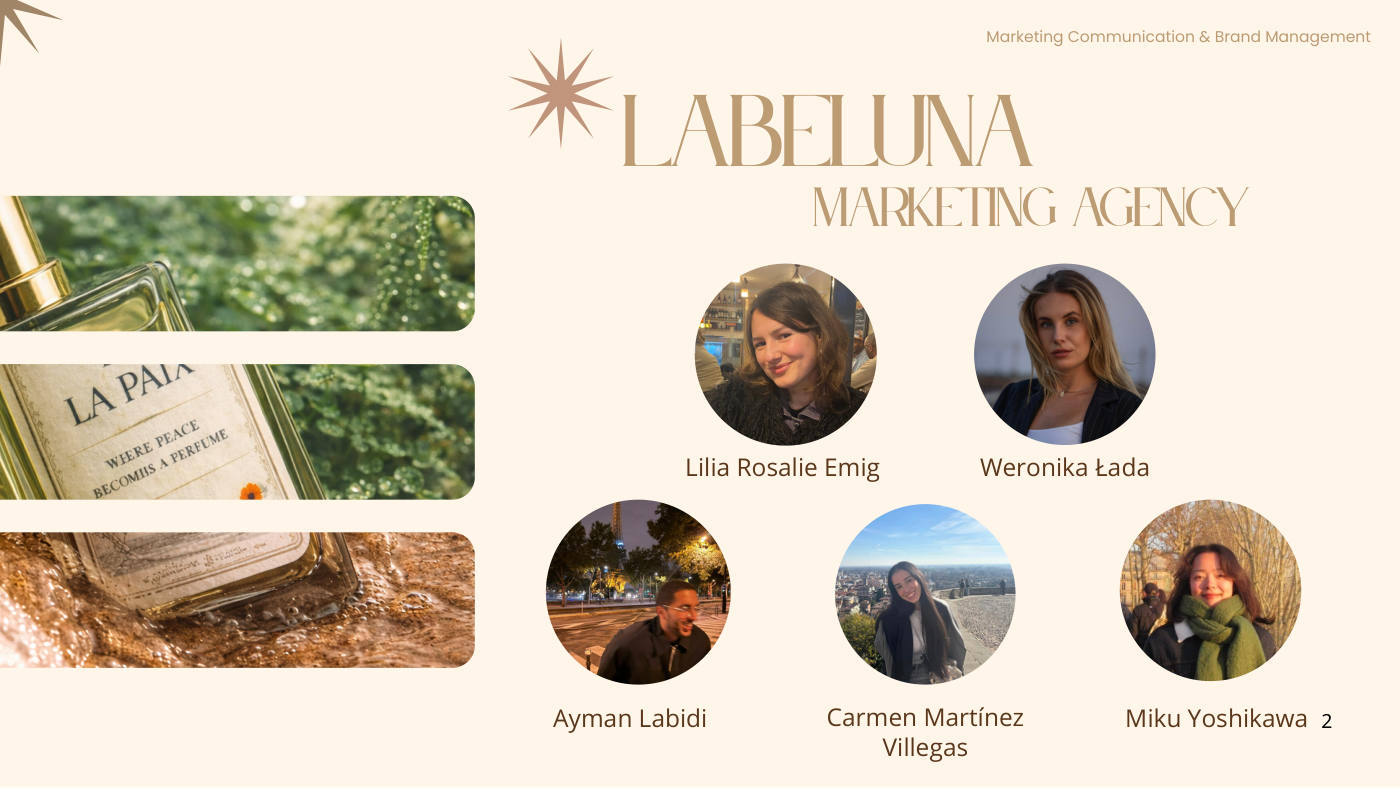 Marketing Communication & Brand Management
LABELUNA
MARKETING AGENCY
LA PAIX
WHERE PEACE
BECOMIIS A PERFUME
Lilia Rosalie Emig
Weronika Łada
Ayman Labidi
Carmen Martínez
Villegas
Miku Yoshikawa
2